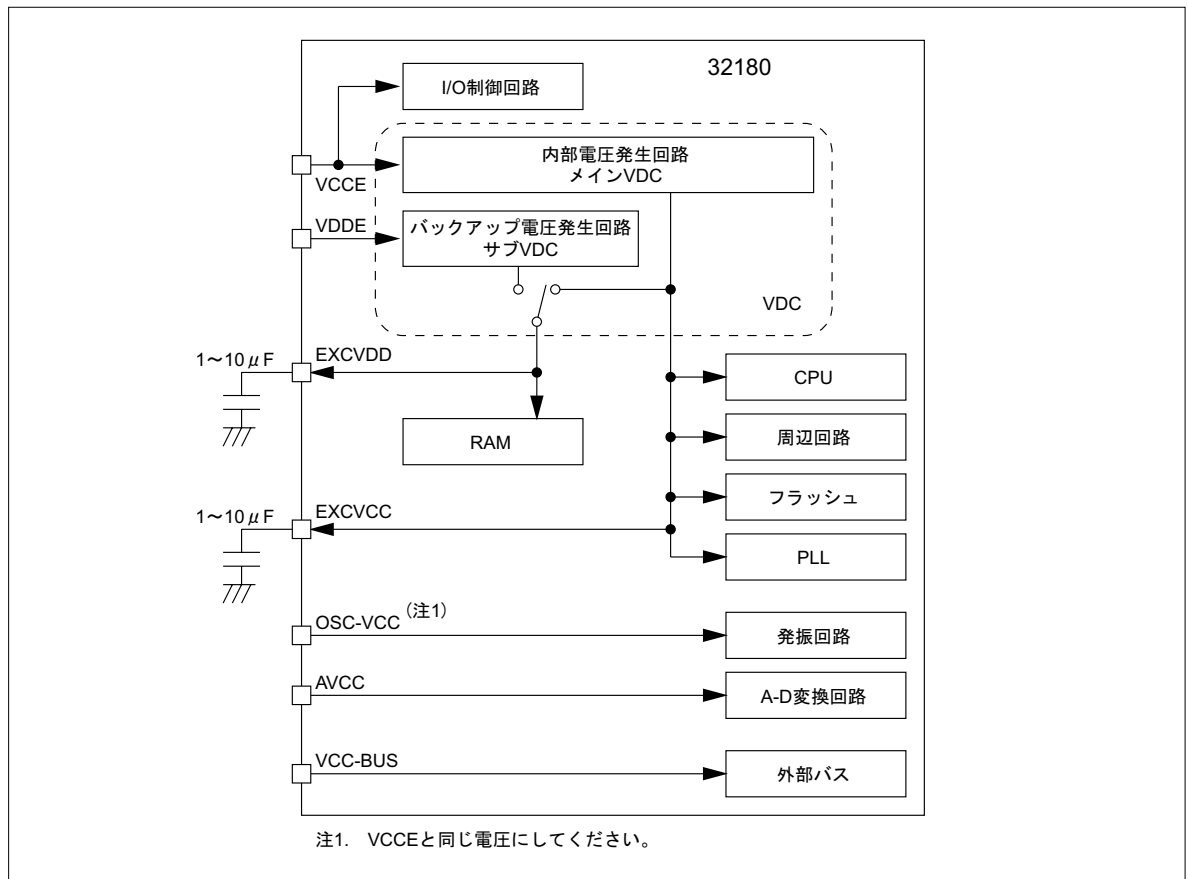 32180
I/O制御回路
VCCE
内部電圧発生回路
メインVDC
VDDE
バックアップ電圧発生回路
サブVDC
VDC
1～10μF
EXCVDD
RAM
CPU
周辺回路
フラッシュ
1～10μF
EXCVCC
PLL
OSC-VCC（注1）
発振回路
AVCC
A-D変換回路
VCC-BUS
外部バス
注1. VCCEと同じ電圧にしてください。